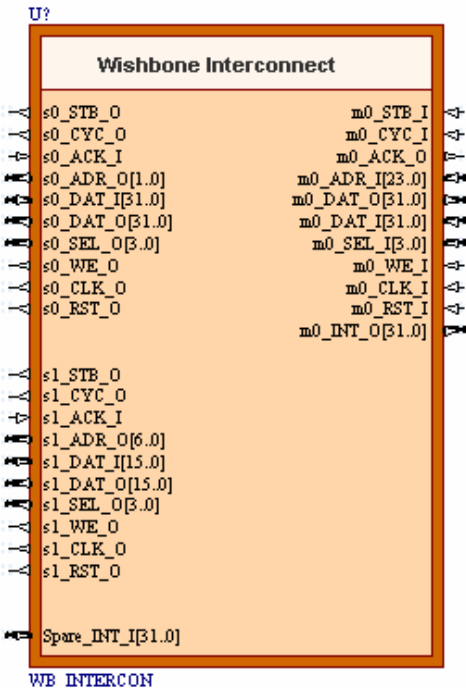 U?
Wishbone Interconnect
s0_STB_O
s0_CYC_O
s0_ACK_I
s0_ADR_O[1.0]
s0_DAT_I[31.0]
s0_DAT_O[31.0]
s0_SEL_O[3.0]
s0_WE_O
s0_CLK_O
s0_RST_O
s1_STB_O
s1_CYC_O
s1_ACK_I
s1_ADR_O[6.0]
s1_DAT_I[15.0]
s1_DAT_O[15.0]
s1_SEL_O[3.0]
s1_WE_O
s1_CLK_O
s1_RST_O
Spare_INT_I[31.0]
m0_STB_I
m0_CYC_I
m0_ACK_O
m0_ADR_I[23.0]
m0_DAT_O[31.0]
m0_DAT_I[31.0]
m0_SEL_I[3.0]
m0_WE_I
m0_CLK_I
m0_RST_I
m0_INT_O[31.0]
WB_INTERCON